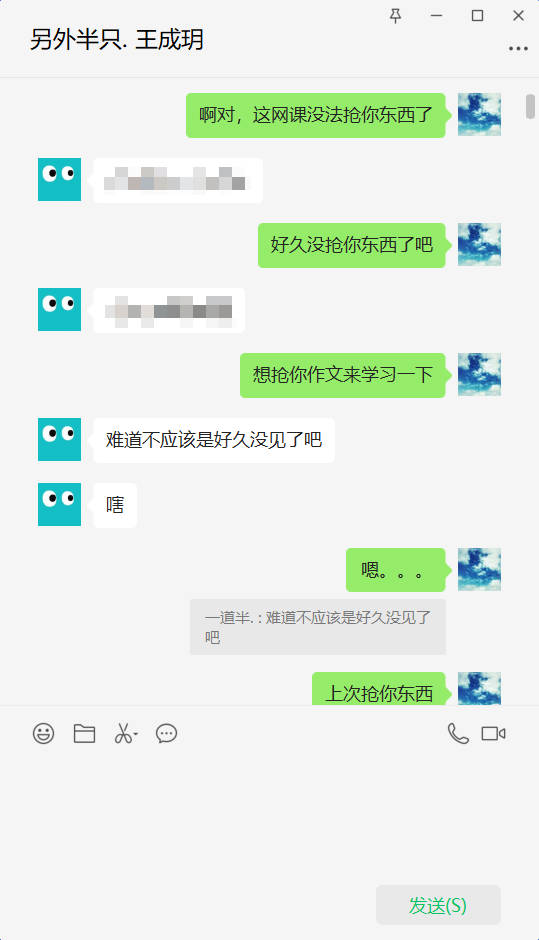 另外半只. 王成玥
啊对，这网课没法抢你东西了
好久没抢你东西了吧
想抢你作文来学习一下
难道不应该是好久没见了吧
嗐
嗯。。。
一道半. : 难道不应该是好久没见了
吧
上次抢你东西
发送(S)